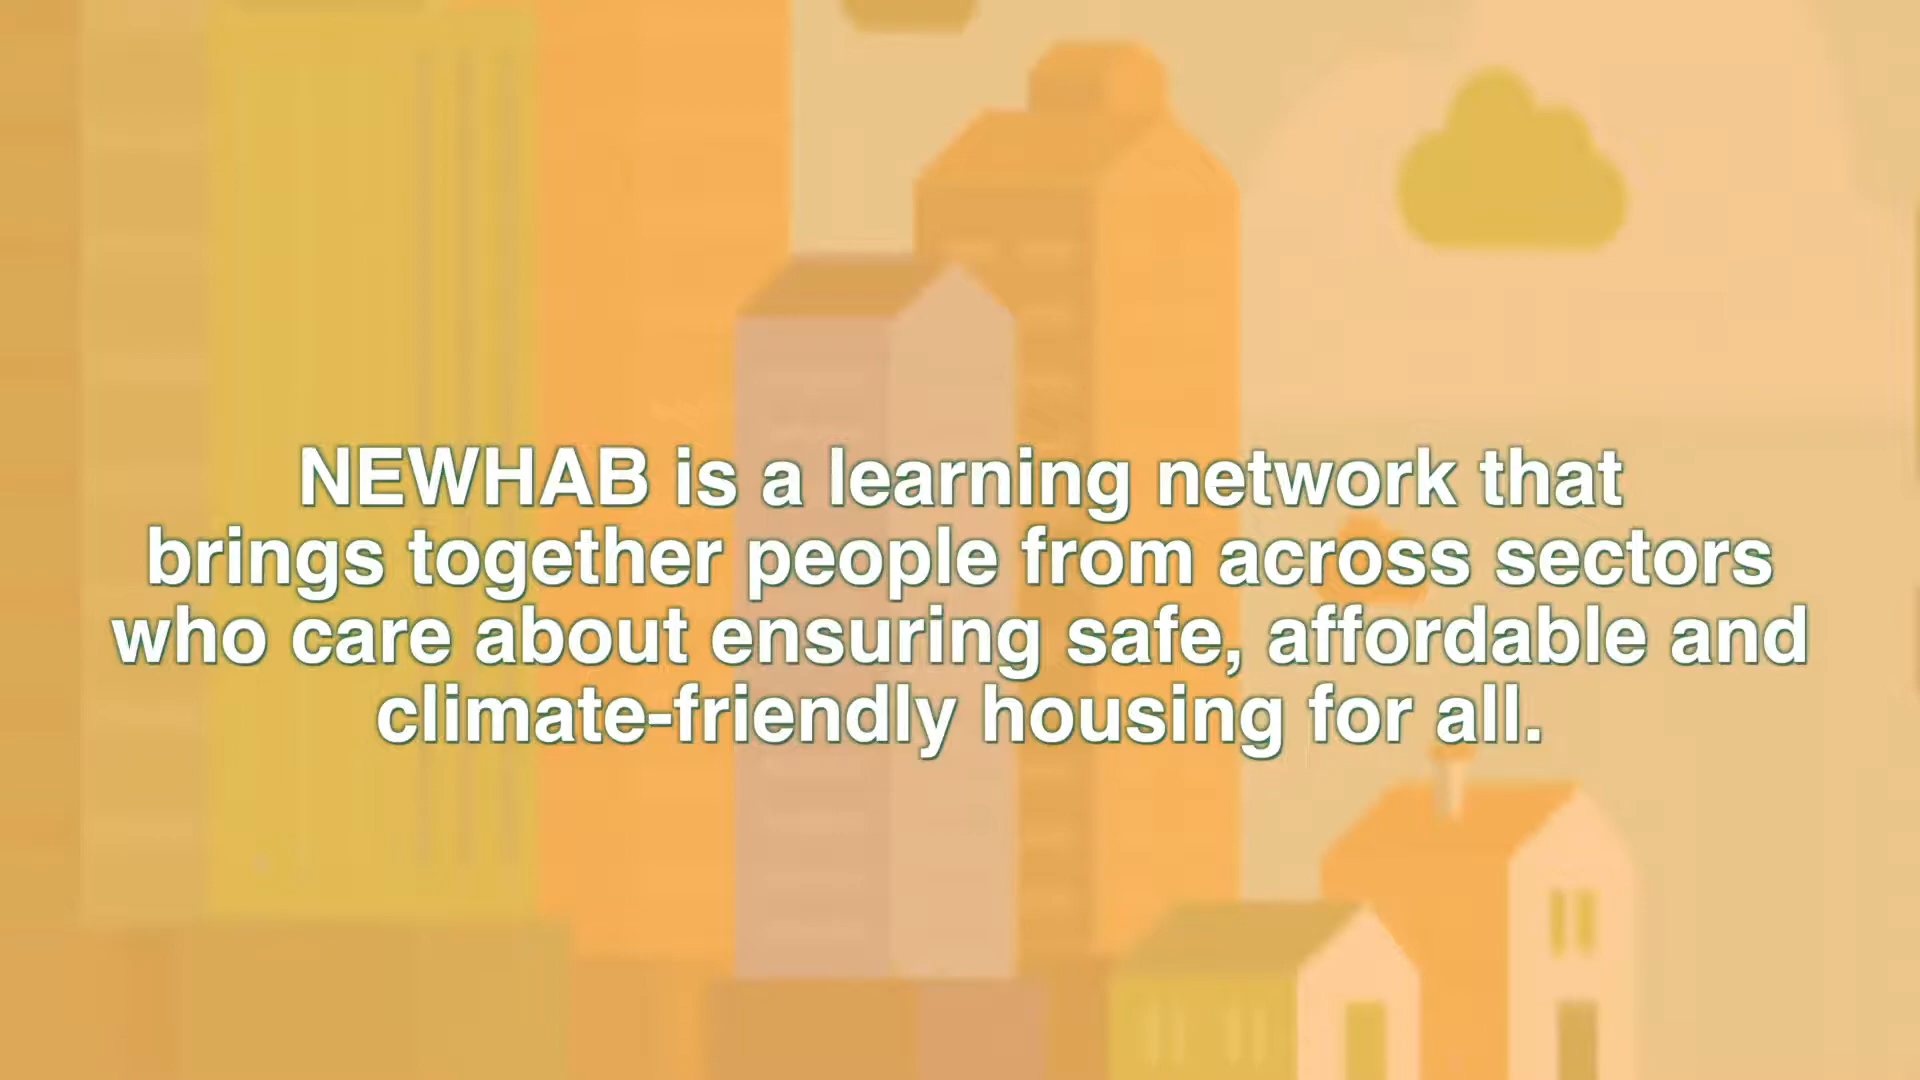 NEWHAB is a learning network that
brings together people from across sectors
who care about ensuring safe, affordable and
climate-friendly housing for all.